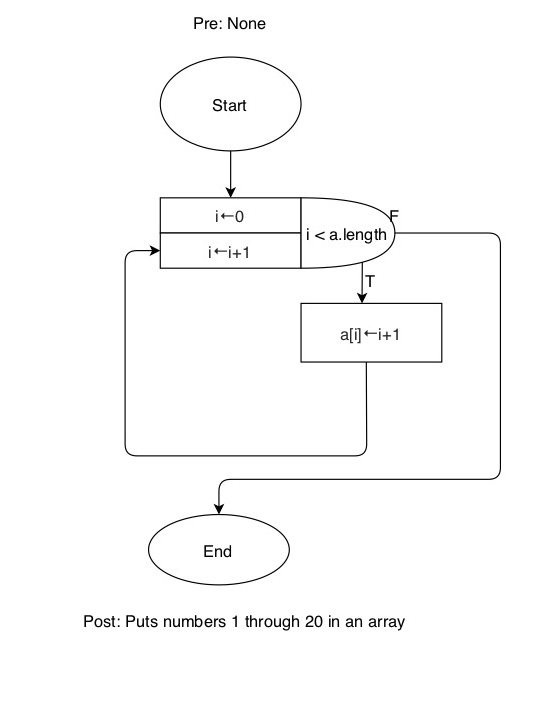 Pre: None
Start
i←0
F
i < a.length
i←i+1
T
a[i]←i+1
End
Post: Puts numbers 1 through 20 in an array